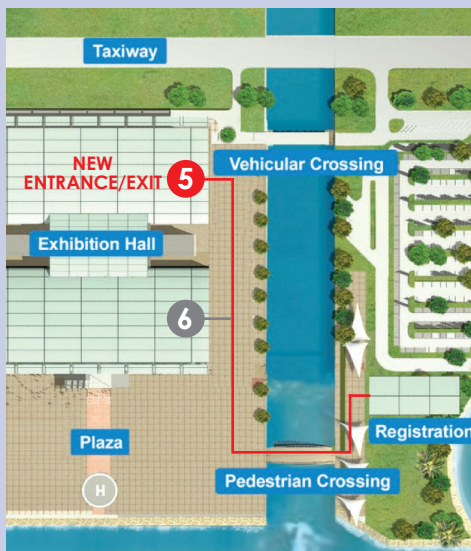 Taxiway
NEW
ENTRANCE/EXIT
5
Vehicular Crossing
Exhibition Hall
6
Plaza
Registration
H
Pedestrian Crossing